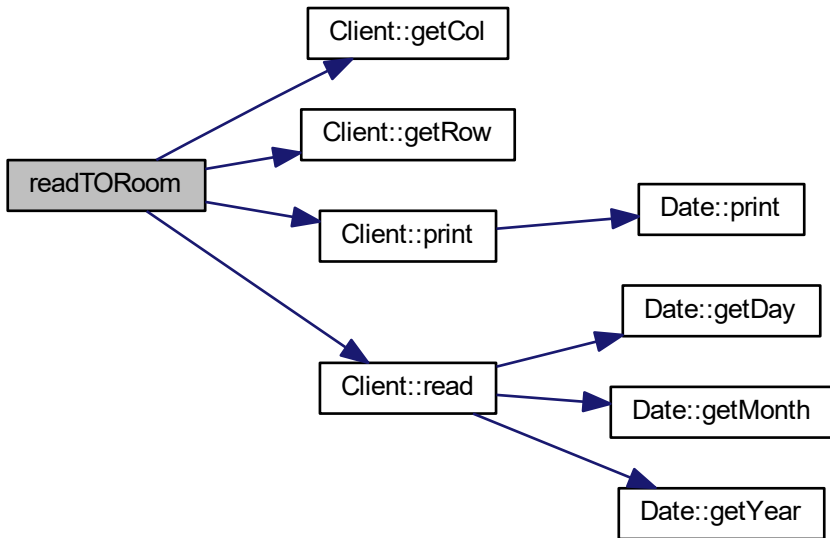 Client::getCol
Client::getRow
readTORoom
Date::print
Client::print
Date::getDay
Client::read
Date::getMonth
Date::getYear